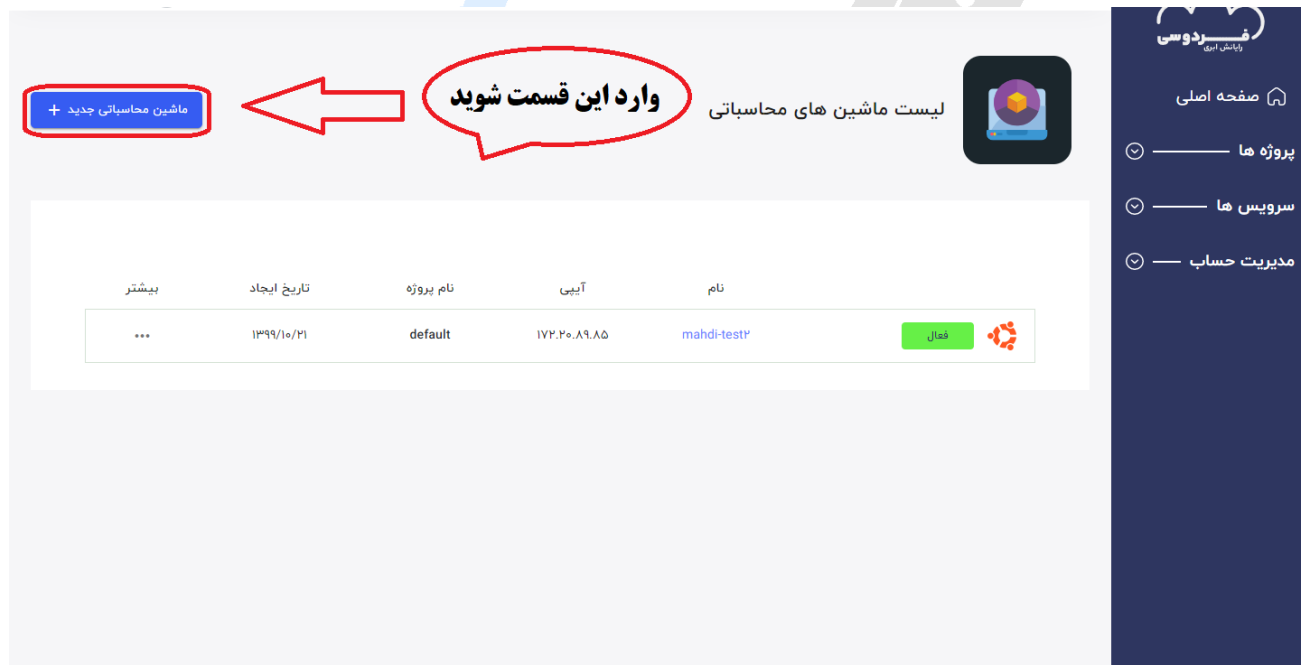 فــــردوسی
رایانش ابری
صفحه اصلی
پروژه ها
سرویس ها
مدیریت حساب
لیست ماشین های محاسباتی
وارد این قسمت شوید
ماشین محاسباتی جدید +
نام آیپی نام پروژه تاریخ ایجاد بیشتر
فعال mahdi-test۲ ۱۷۲.۲۰.۸۹.۸۵ default ۱۳۹۹/۱۰/۲۱ •••